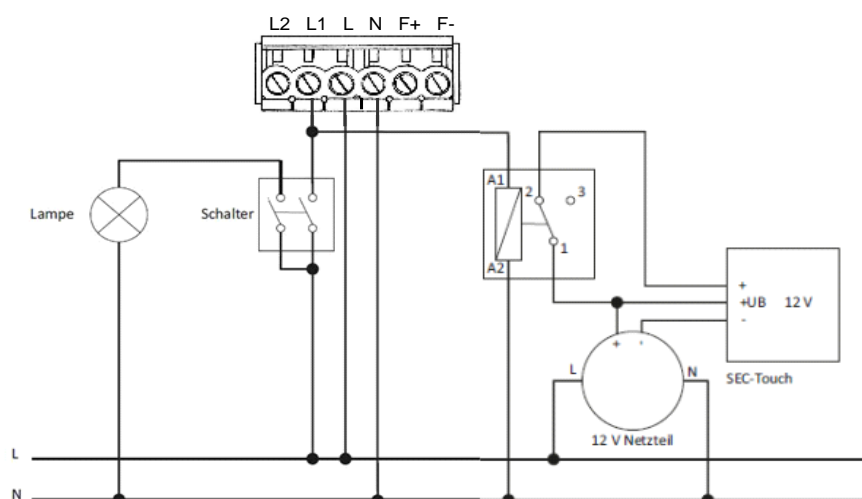 L2 L1 L N F+ F-
A1
2
3
Lampe
Schalter
1
A2
+
+UB 12 V
-
+ -
L
N
SEC-Touch
12 V Netzteil
L
N